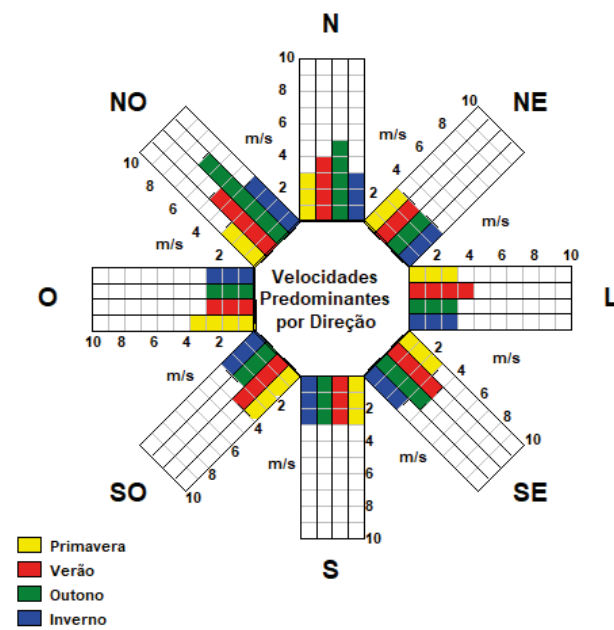 N
NO
NE
10
8
6
4
2
m/s
10
8
6
4
2
m/s
10
8
6
4
2
m/s
m/s
O
10
8
6
4
2
Velocidades
Predominantes
por Direção
2
4
6
8
10
L
m/s
m/s
2
4
6
8
10
m/s
2
4
6
8
10
m/s
2
4
6
8
10
SO
SE
S
Primavera
Verão
Outono
Inverno